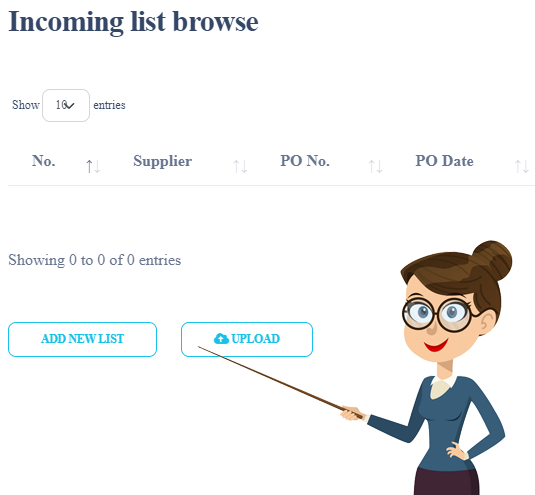 Incoming list browse
Show 10 entries
No. Supplier PO No. PO Date
Showing 0 to 0 of 0 entries
ADD NEW LIST UPLOAD